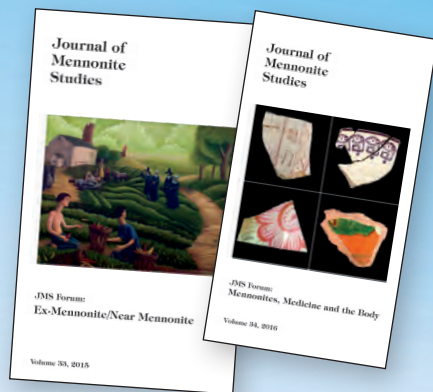 Journal of
Mennonite
Studies
JMS Forum:
Ex-Mennonite/Near Mennonite
Volume 33, 2015
Journal of
Mennonite
Studies
JMS Forum:
Mennonites, Medicine and the Body
Volume 34, 2016